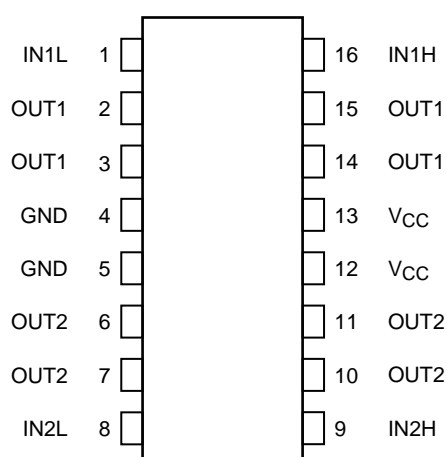 IN1L 1 16 IN1H
OUT1 2 15 OUT1
OUT1 3 14 OUT1
GND 4 13 VCC
GND 5 12 VCC
OUT2 6 11 OUT2
OUT2 7 10 OUT2
IN2L 8 9 IN2H